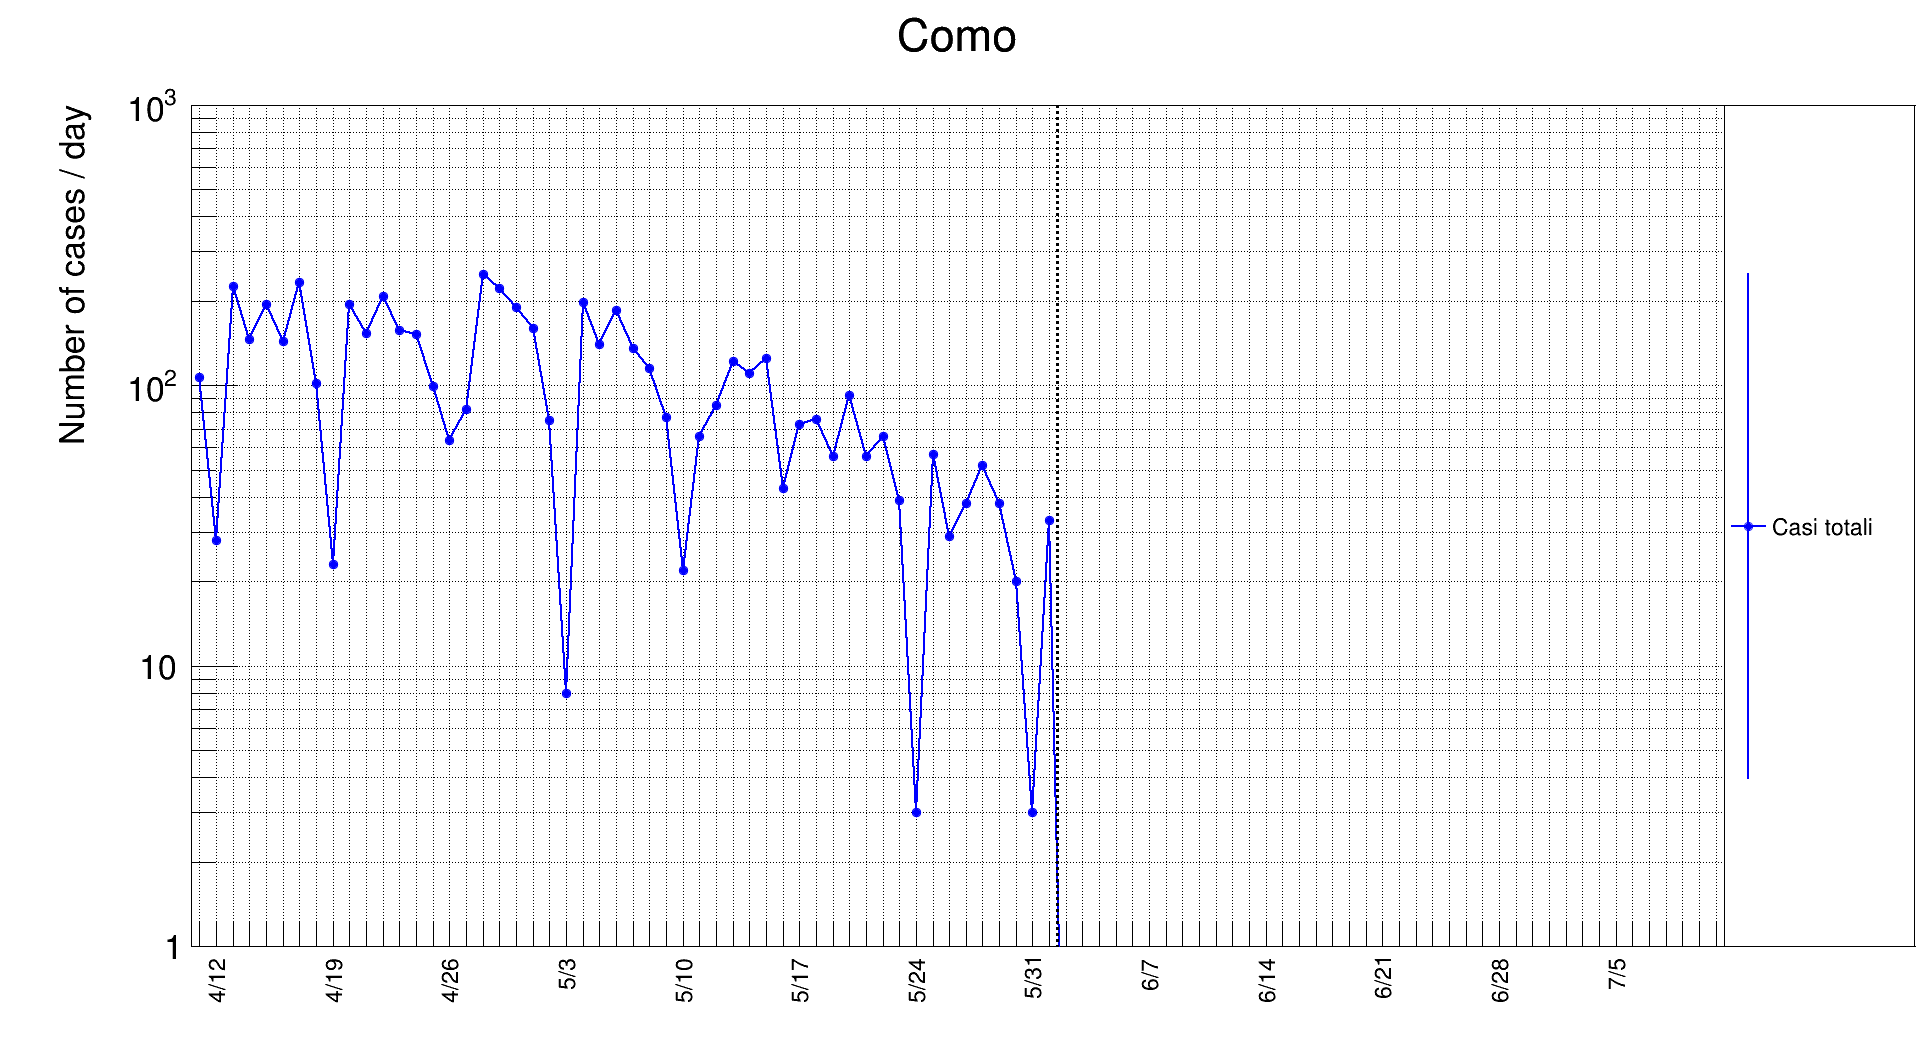 Como
Number of cases / day
10³
10²
10
1
4/12 4/19 4/26 5/3 5/10 5/17 5/24 5/31 6/7 6/14 6/21 6/28 7/5
Casi totali